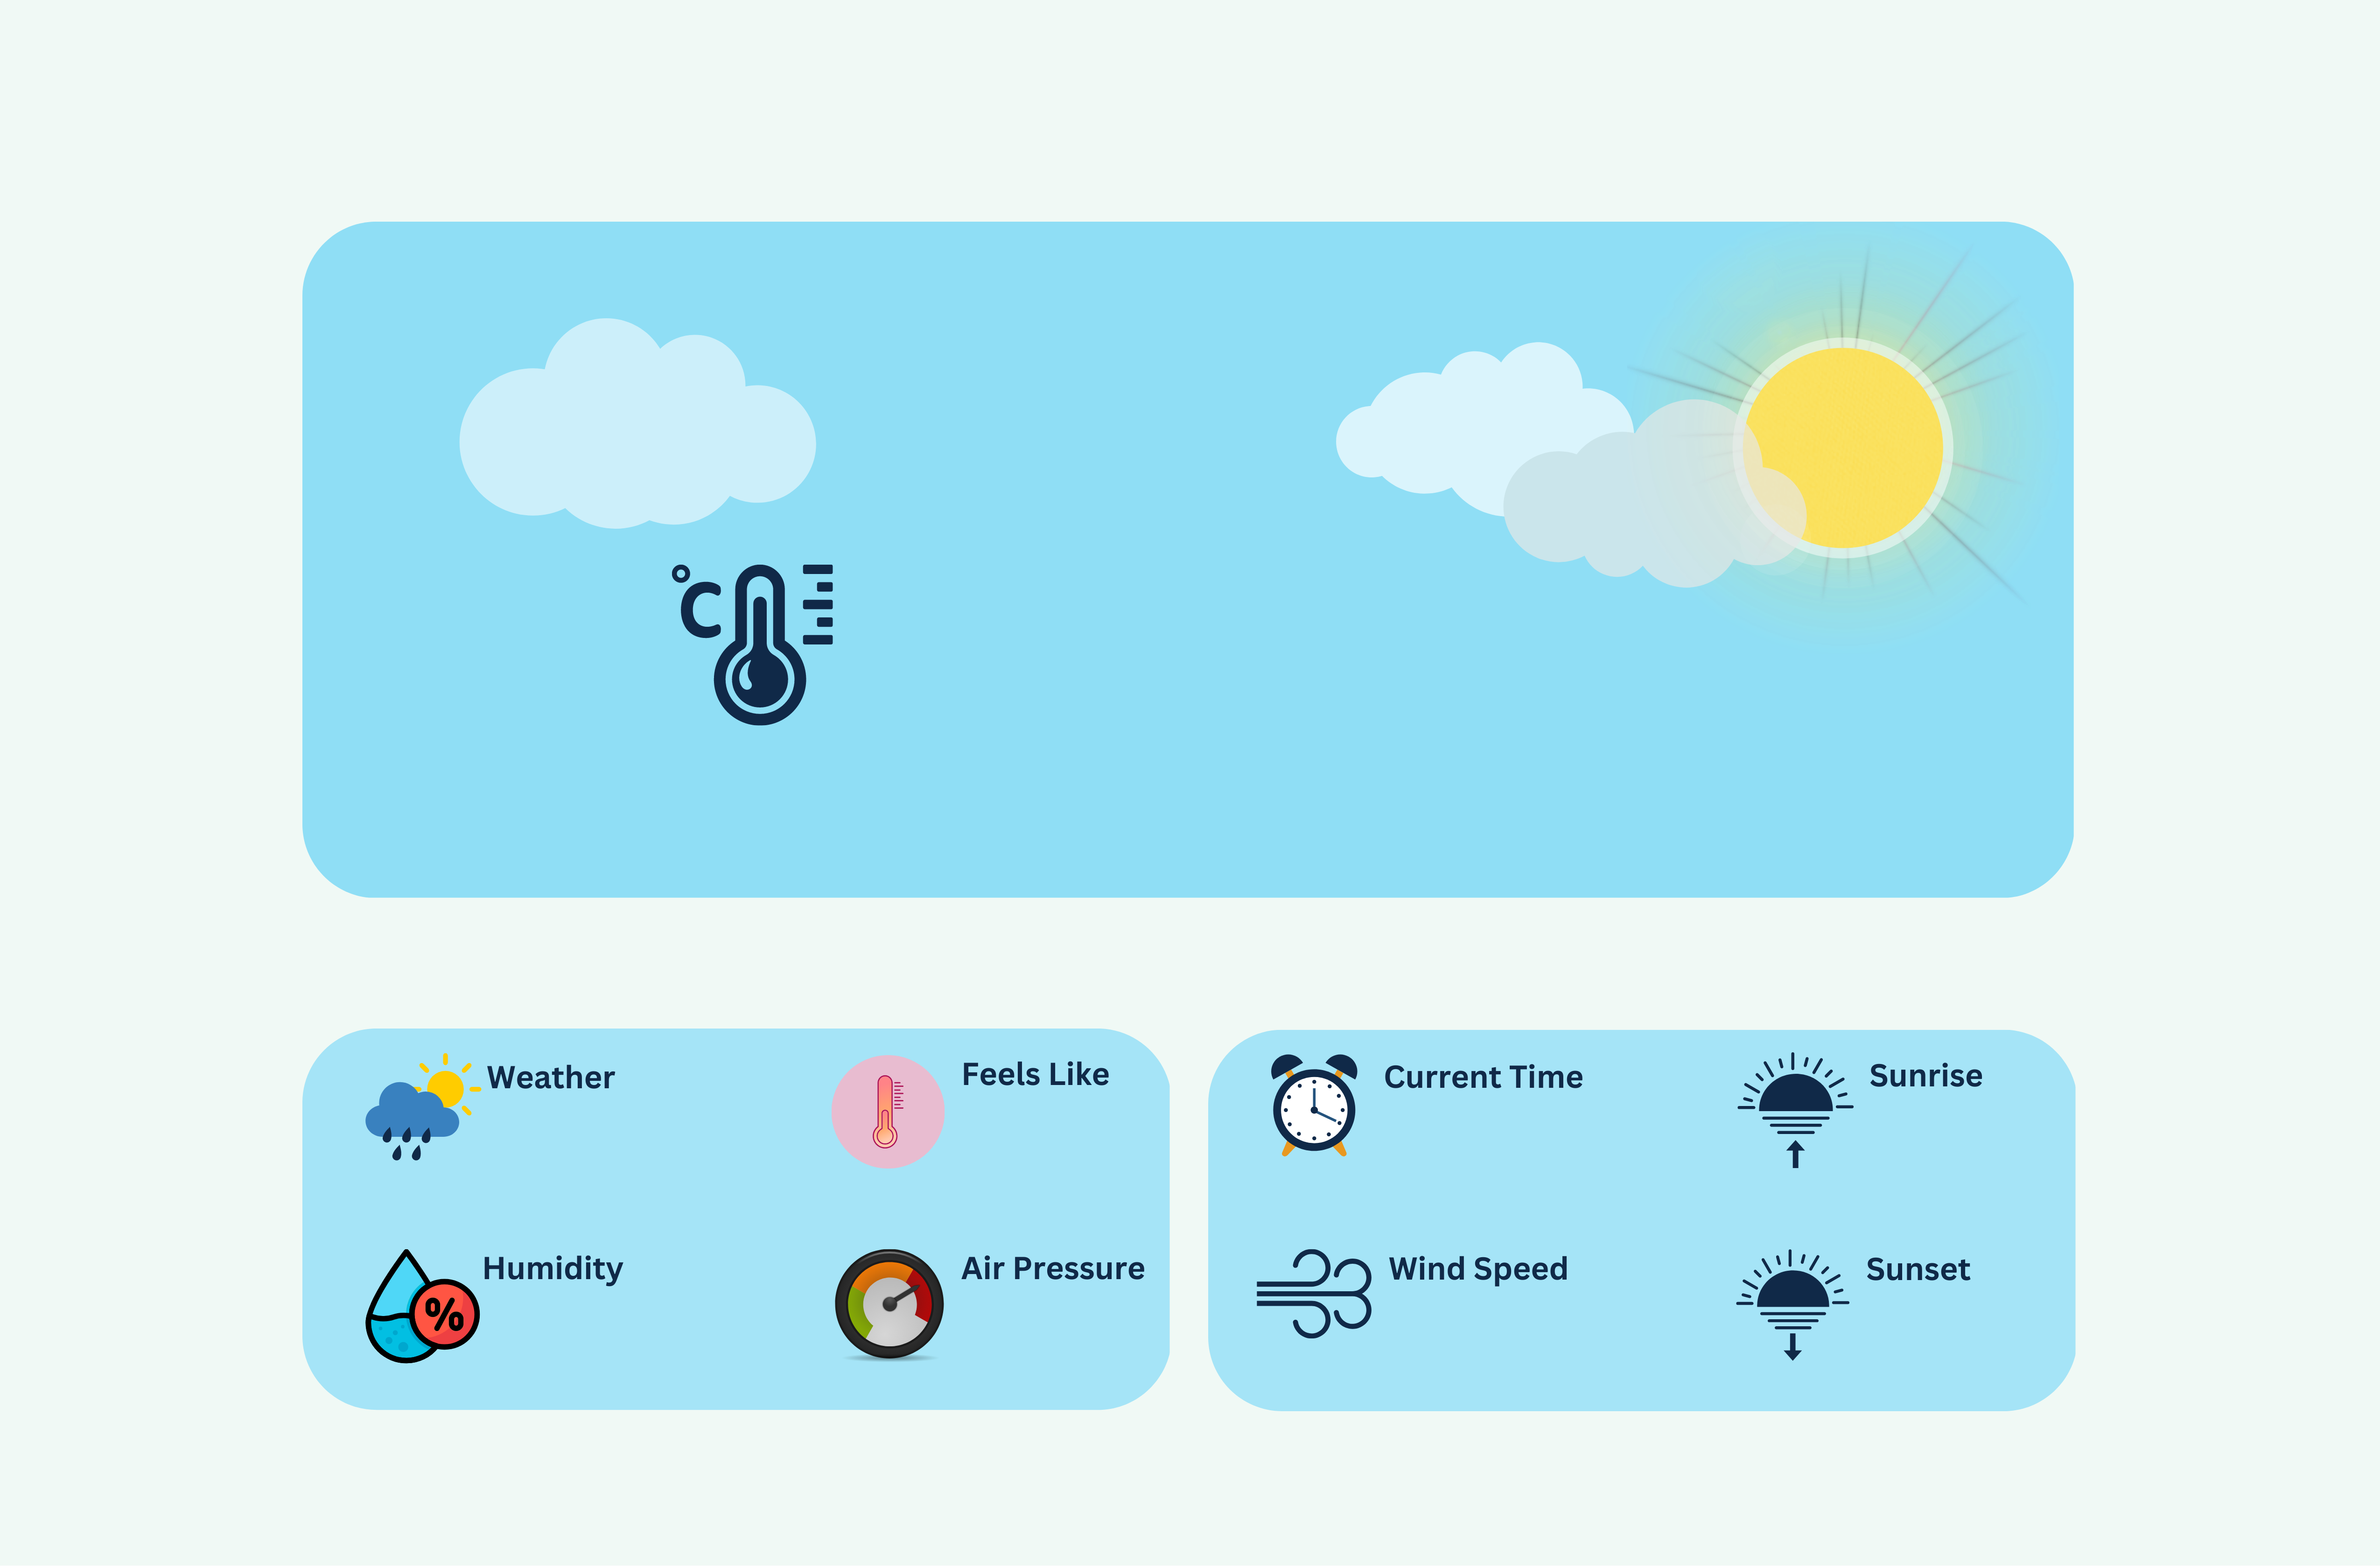 °C
Weather
Feels Like
Current Time
Sunrise
%
Humidity
Air Pressure
Wind Speed
Sunset